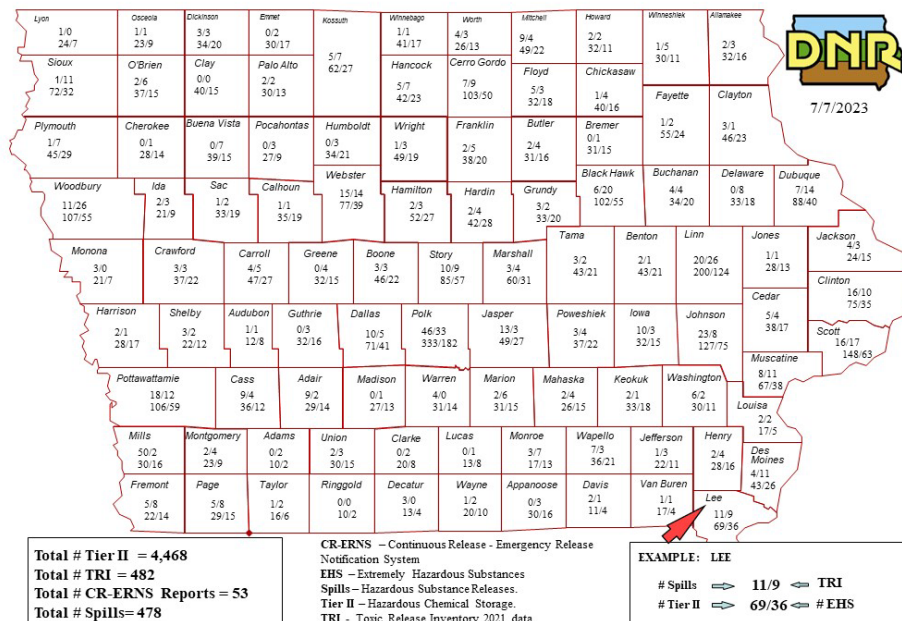 Lyon
1/0
24/7
Osceola
1/1
23/9
Dickinson
3/3
34/20
Emmet
0/2
30/17
Kossuth
5/7
62/27
Winnebago
1/1
41/17
Worth
4/3
26/13
Mitchell
9/4
49/22
Howard
2/2
32/11
Winneshiek
1/5
30/11
Allamakee
2/3
32/16
DNR
7/7/2023
Sioux
1/11
72/32
O'Brien
2/6
37/15
Clay
0/0
40/15
Palo Alto
2/2
30/13
Hancock
5/7
42/23
Cerro Gordo
7/9
103/50
Floyd
5/3
32/18
Chickasaw
1/4
40/16
Fayette
1/2
55/24
Clayton
3/1
46/23
Plymouth
1/7
45/29
Cherokee
0/1
28/14
Buena Vista
0/7
39/15
Pocahontas
0/3
27/9
Humboldt
0/3
34/21
Wright
1/3
49/19
Franklin
2/5
38/20
Butler
2/4
31/16
Bremer
0/1
31/15
Woodbury
11/26
107/55
Ida
2/3
21/9
Sac
1/2
33/19
Calhoun
1/1
35/19
Webster
15/14
77/39
Hamilton
2/3
52/27
Hardin
2/4
42/28
Grundy
3/2
33/20
Black Hawk
6/20
102/55
Buchanan
4/4
34/20
Delaware
0/8
33/18
Dubuque
7/14
88/40
Monona
3/0
21/7
Crawford
3/3
37/22
Carroll
4/5
47/27
Greene
0/4
32/15
Boone
3/3
46/22
Story
10/9
85/57
Marshall
3/4
60/31
Tama
3/2
43/21
Benton
2/1
43/21
Linn
20/26
200/124
Jones
1/1
28/13
Jackson
4/3
24/15
Clinton
16/10
75/35
Harrison
2/1
28/17
Shelby
3/2
22/12
Audubon
1/1
12/8
Guthrie
0/3
32/16
Dallas
10/5
71/41
Polk
46/33
333/182
Jasper
13/3
49/27
Poweshiek
3/4
37/22
Iowa
10/3
32/15
Johnson
23/8
127/75
Cedar
5/4
38/17
Scott
16/17
148/63
Muscatine
8/11
67/38
Pottawattamie
18/12
106/59
Cass
9/4
36/12
Adair
9/2
29/14
Madison
0/1
27/13
Warren
4/0
31/14
Marion
2/6
31/15
Mahaska
2/4
26/15
Keokuk
2/1
33/18
Washington
6/2
30/11
Louisa
2/2
17/5
Mills
50/2
30/16
Montgomery
2/4
23/9
Adams
0/2
10/2
Union
2/3
30/15
Clarke
0/2
20/8
Lucas
0/1
13/8
Monroe
3/7
17/13
Wapello
7/3
36/21
Jefferson
1/3
22/11
Henry
2/4
28/16
Des
Moines
4/11
43/26
Fremont
5/8
22/14
Page
5/8
29/15
Taylor
1/2
16/6
Ringgold
0/0
10/2
Decatur
3/0
13/4
Wayne
1/2
20/10
Appanoose
0/3
30/16
Davis
2/1
11/4
Van Buren
1/1
17/4
Lee
11/9
69/36
Total # Tier II = 4,468
Total # TRI = 482
Total # CR-ERNS Reports = 53
Total # Spills= 478
CR-ERNS – Continuous Release - Emergency Release
Notification System
EHS – Extremely Hazardous Substances
Spills– Hazardous Substance Releases.
Tier II – Hazardous Chemical Storage.
TRI - Toxic Release Inventory 2021 data
EXAMPLE: LEE
# Spills 11/9 TRI
# Tier II 69/36 # EHS